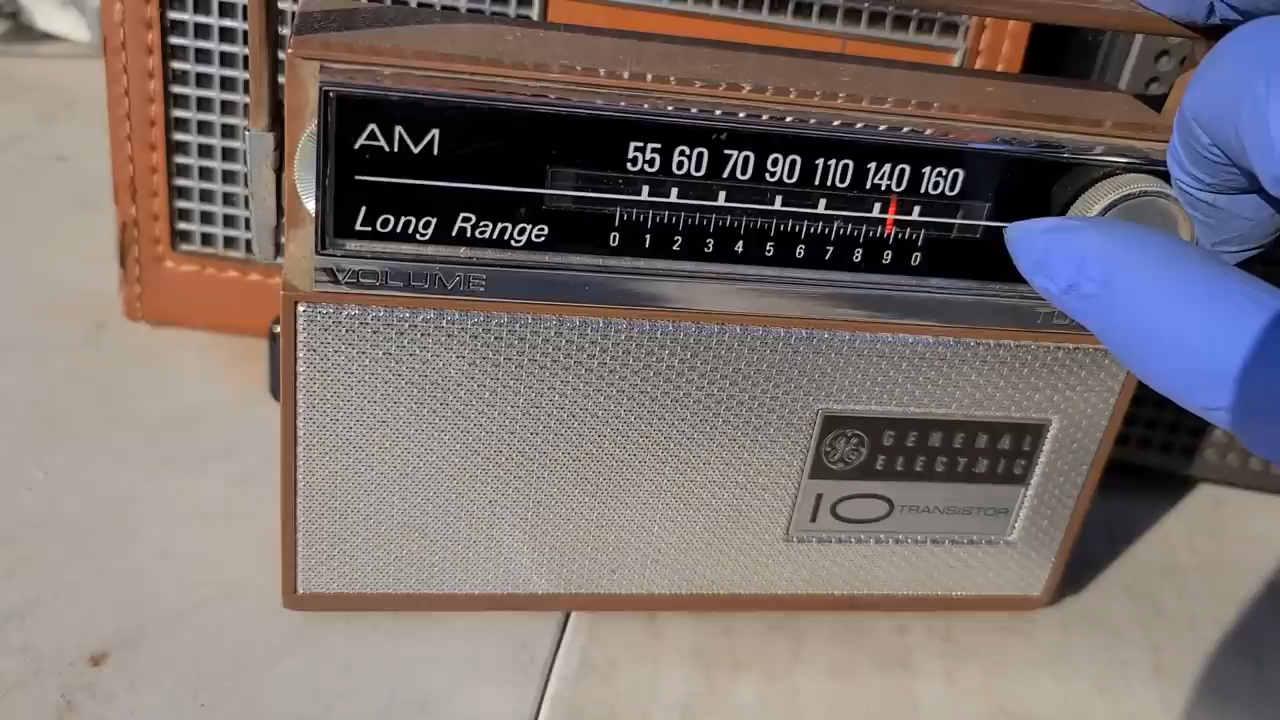 AM
55 60 70 90 110 140 160
Long Range
0 1 2 3 4 5 6 7 8 9 0
VOLUME
GE
GENERAL
ELECTRIC
10 TRANSISTOR